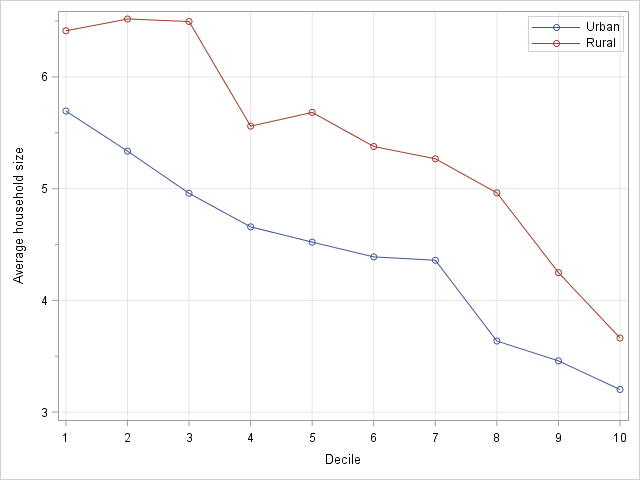 Urban
Rural
6
5
4
3
Average household size
1 2 3 4 5 6 7 8 9 10
Decile